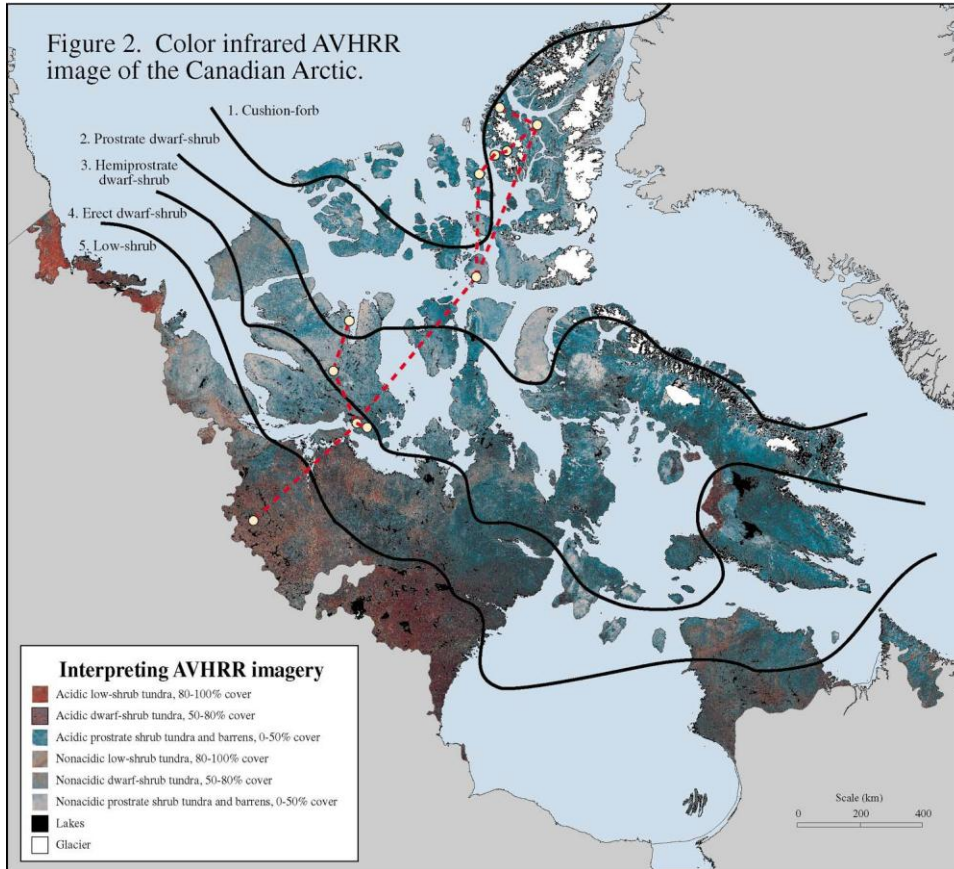 Figure 2. Color infrared AVHRR
image of the Canadian Arctic.
1. Cushion-forb
2. Prostrate dwarf-shrub
3. Hemiprostrate
dwarf-shrub
4. Erect dwarf-shrub
5. Low-shrub
Interpreting AVHRR imagery
Acidic low-shrub tundra, 80-100% cover
Acidic dwarf-shrub tundra, 50-80% cover
Acidic prostrate shrub tundra and barrens, 0-50% cover
Nonacidic low-shrub tundra, 80-100% cover
Nonacidic dwarf-shrub tundra, 50-80% cover
Nonacidic prostrate shrub tundra and barrens, 0-50% cover
Lakes
Glacier
Scale (km)
0 200 400